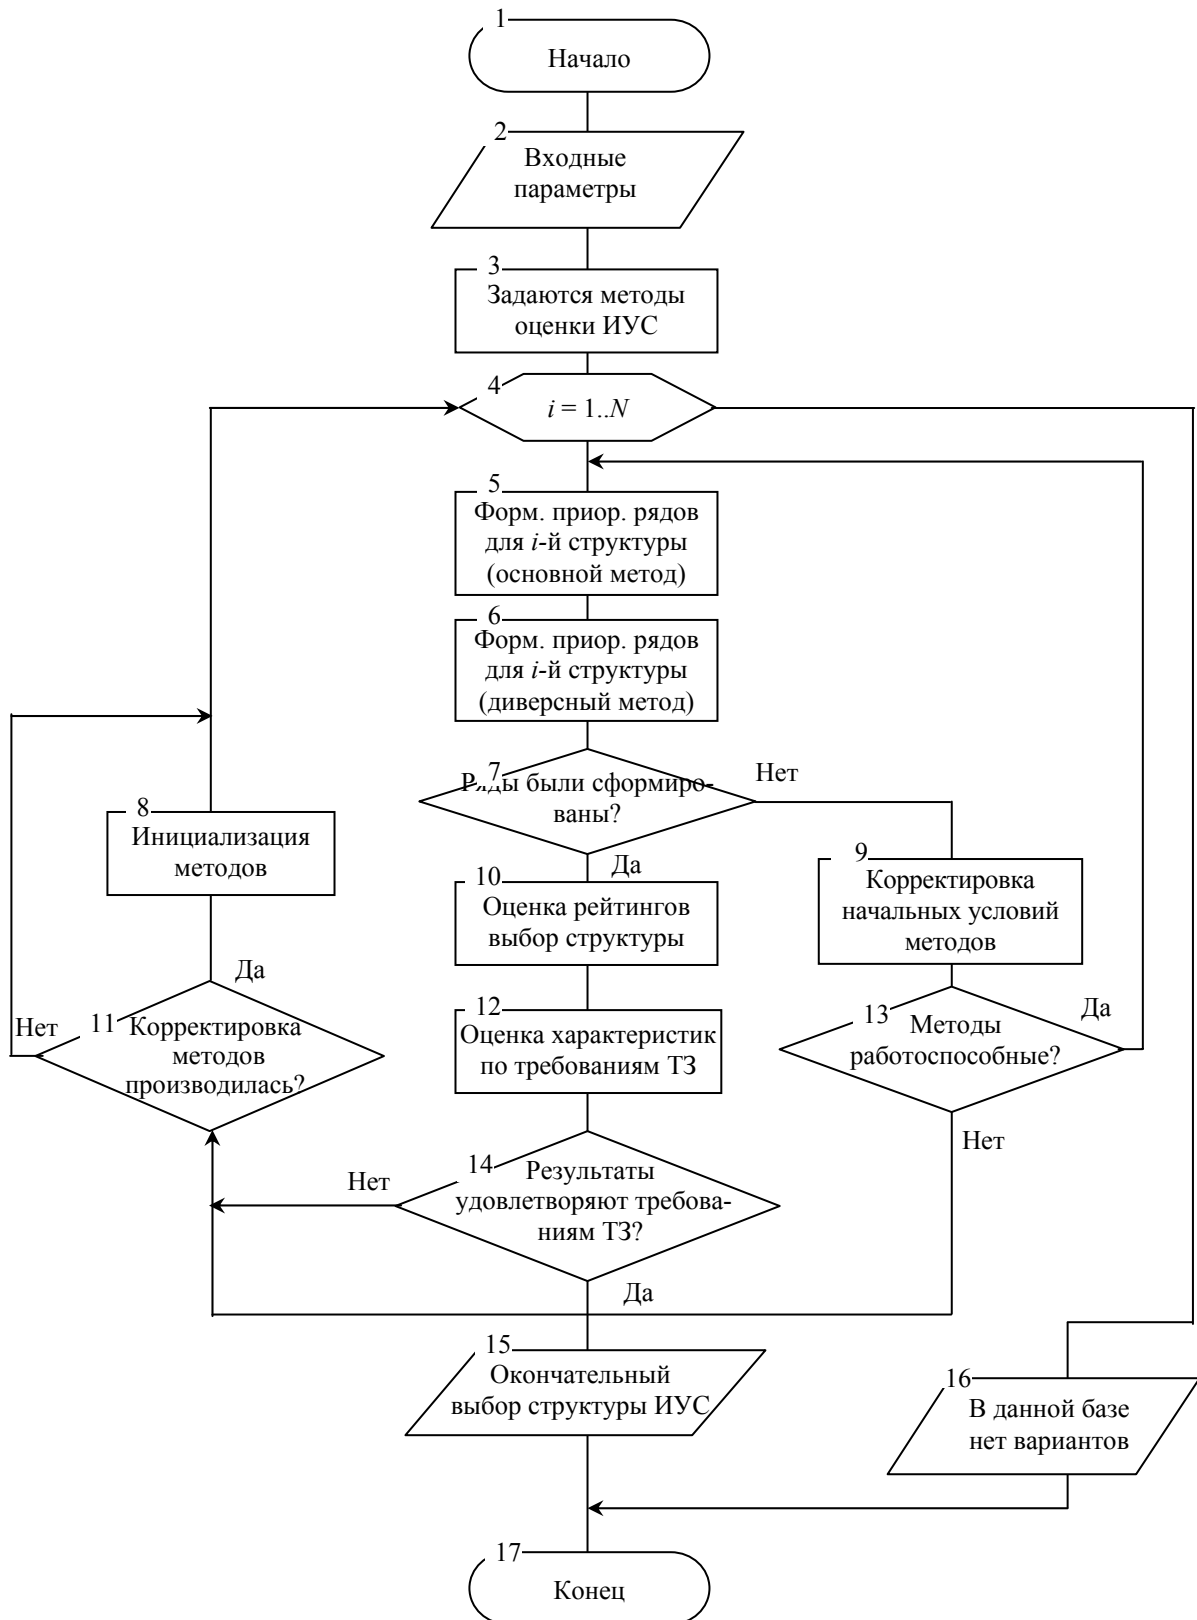 1
Начало
2
Входные
параметры
3
Задаются методы
оценки ИУС
4
i = 1..N
5
Форм. приор. рядов
для i-й структуры
(основной метод)
6
Форм. приор. рядов
для i-й структуры
(диверсный метод)
7
Ряды были сформиро-
ваны?
Нет
Да
8
Инициализация
методов
9
Корректировка
начальных условий
методов
10
Оценка рейтингов
выбор структуры
Да
Нет
11
Корректировка
методов
производилась?
12
Оценка характеристик
по требованиям ТЗ
13
Методы
работоспособные?
Да
Нет
14
Результаты
удовлетворяют требова-
ниям ТЗ?
Нет
Да
15
Окончательный
выбор структуры ИУС
16
В данной базе
нет вариантов
17
Конец